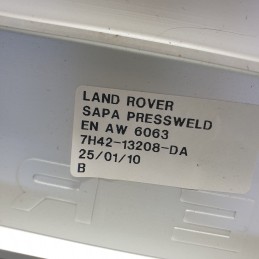 LAND ROVER
SAPA PRESSWELD
EN AW 6063
7H42-13208-DA
25/01/10
B